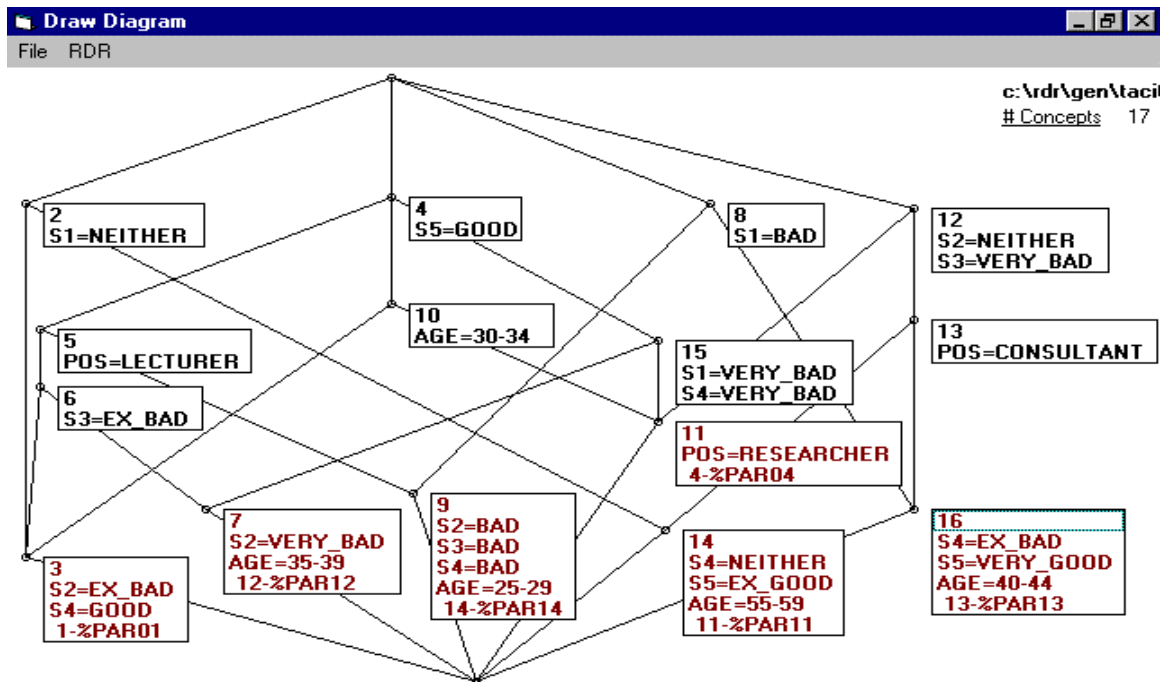 Draw Diagram
File RDR
c:\rdr\gen\taci
# Concepts 17
2
S1=NEITHER
4
S5=GOOD
8
S1=BAD
12
S2=NEITHER
S3=VERY_BAD
10
AGE=30-34
13
POS=CONSULTANT
5
POS=LECTURER
15
S1=VERY_BAD
S4=VERY_BAD
6
S3=EX_BAD
11
POS=RESEARCHER
4-%PAR04
9
S2=BAD
S3=BAD
S4=BAD
AGE=25-29
14-%PAR14
7
S2=VERY_BAD
AGE=35-39
12-%PAR12
16
S4=EX_BAD
S5=VERY_GOOD
AGE=40-44
13-%PAR13
14
S4=NEITHER
S5=EX_GOOD
AGE=55-59
11-%PAR11
3
S2=EX_BAD
S4=GOOD
1-%PAR01